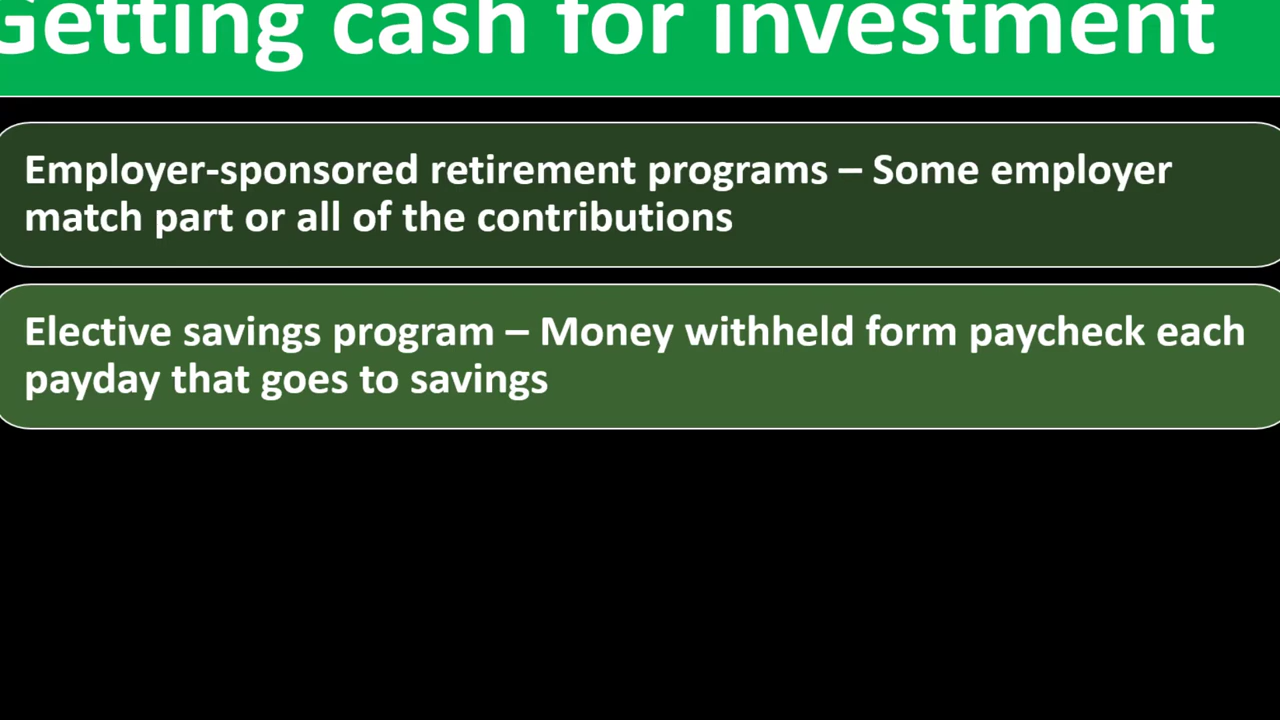 Getting cash for investment
Employer-sponsored retirement programs – Some employer
match part or all of the contributions
Elective savings program – Money withheld form paycheck each
payday that goes to savings